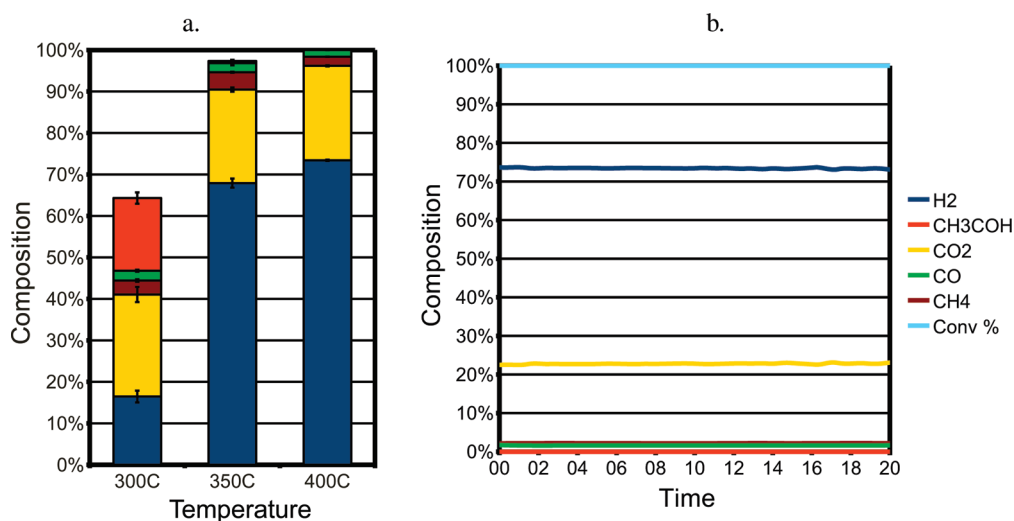 a.
100%
90%
80%
70%
60%
50%
40%
30%
20%
10%
0%
Composition
300C 350C 400C
Temperature
b.
100%
90%
80%
70%
60%
50%
40%
30%
20%
10%
0%
Composition
00 02 04 06 08 10 12 14 16 18 20
Time
H2
CH3COH
CO2
CO
CH4
Conv %